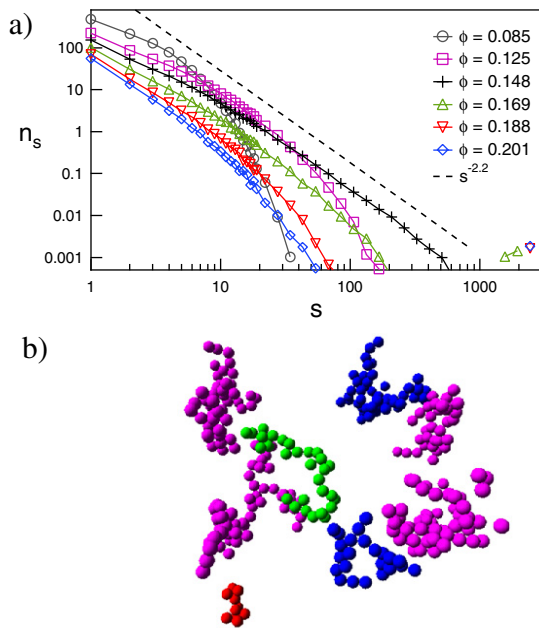 a)
100
10
1
0.1
0.01
0.001
n_s
ϕ = 0.085
ϕ = 0.125
ϕ = 0.148
ϕ = 0.169
ϕ = 0.188
ϕ = 0.201
s^-2.2
1 10 100 1000
s
b)